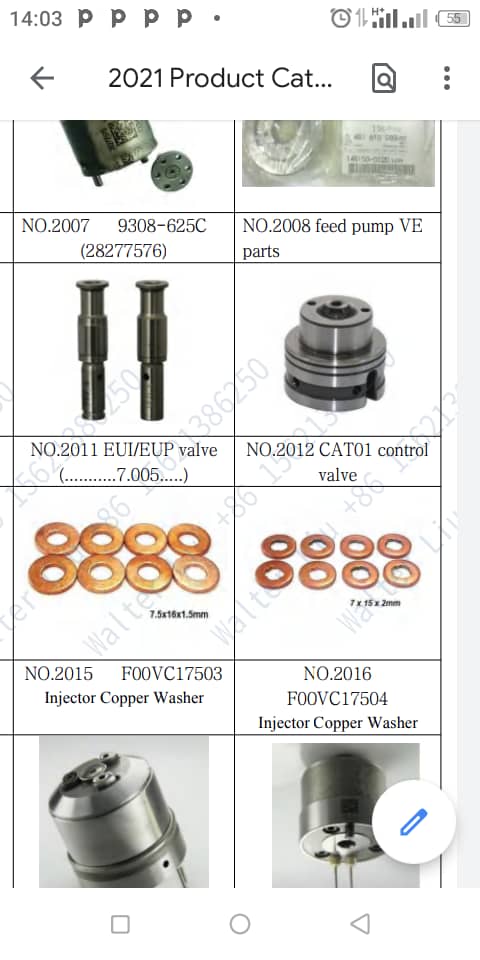 14:03 P P P P •
H+
55
2021 Product Cat...
NO.2007 9308-625C
(28277576)
NO.2008 feed pump VE
parts
NO.2011 EUI/EUP valve
(...........7.005.....)
NO.2012 CAT01 control
valve
7.5x16x1.5mm
7 x 15 x 2mm
NO.2015 F00VC17503
Injector Copper Washer
NO.2016
F00VC17504
Injector Copper Washer